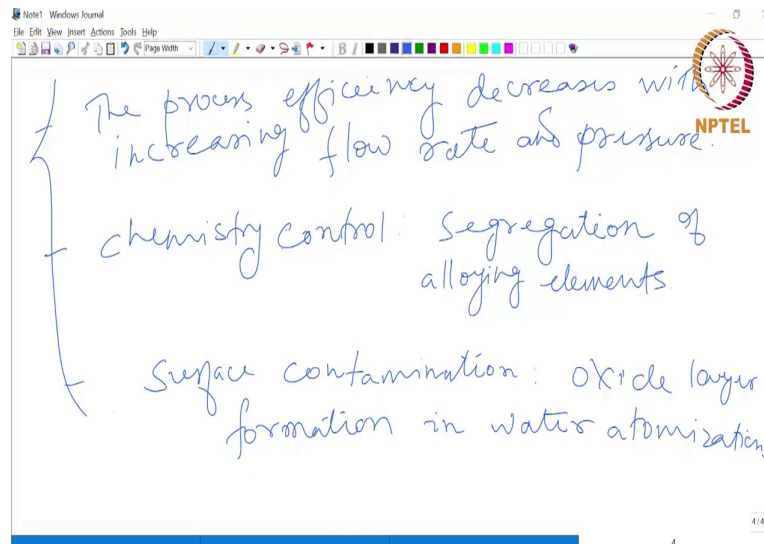 Note1 Windows Journal
File Edit View Insert Actions Tools Help
Page Width
B I
NPTEL
The process efficiency decreases with
increasing flow rate and pressure.
Chemistry control: Segregation of
alloying elements.
Surface contamination: Oxide layer
formation in water atomization,
4/4
4